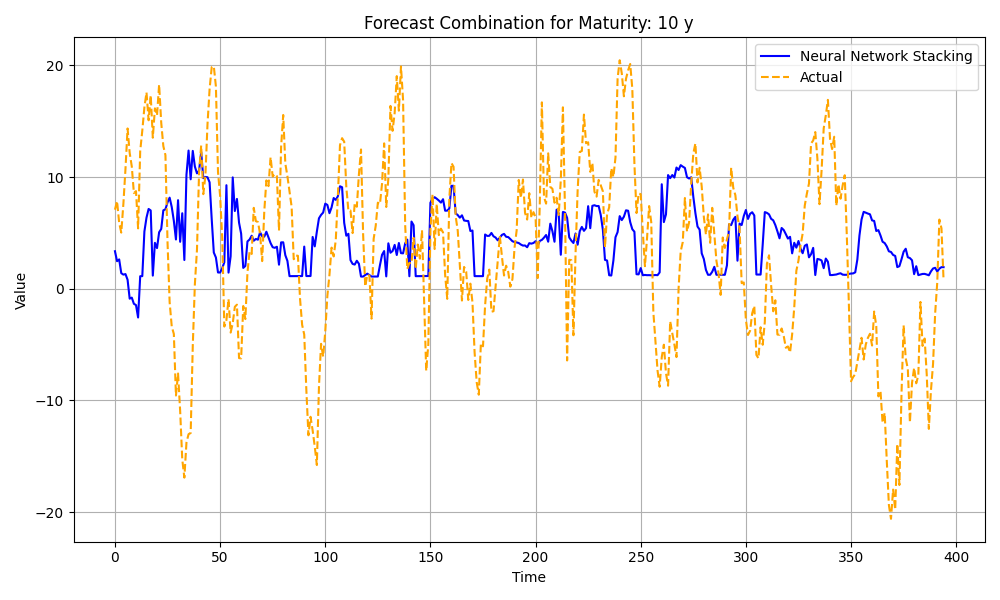 Forecast Combination for Maturity: 10 y
Neural Network Stacking
Actual
Value
20
10
0
−10
−20
0 50 100 150 200 250 300 350 400
Time